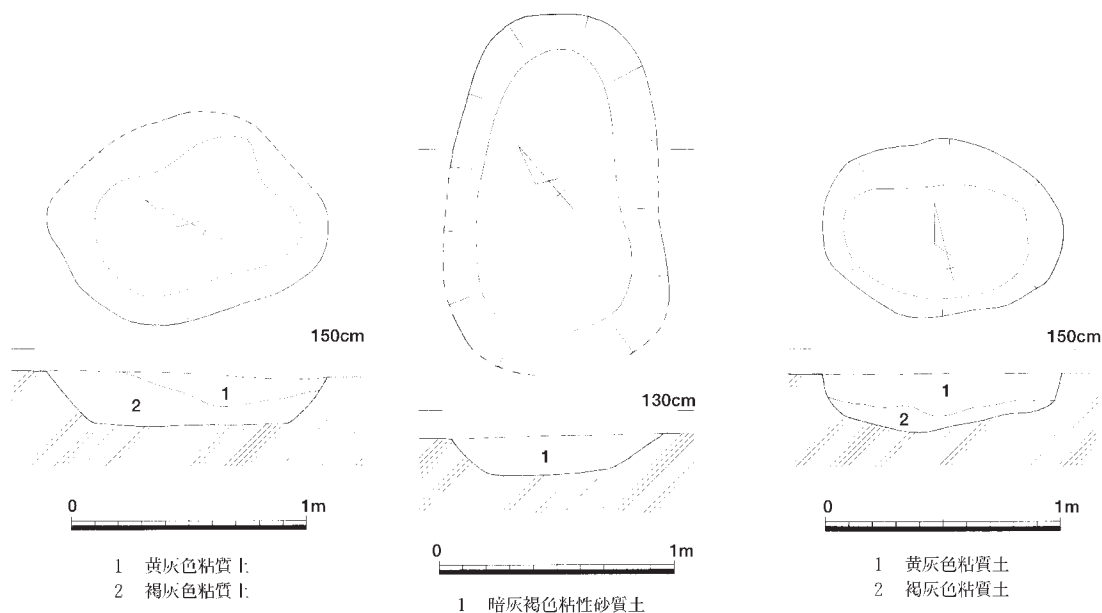 150cm
1
2
0 1m
1 黄灰色粘質土
2 褐灰色粘質土
130cm
1
0 1m
1 暗灰褐色粘性砂質土
150cm
1
2
0 1m
1 黄灰色粘質土
2 褐灰色粘質土